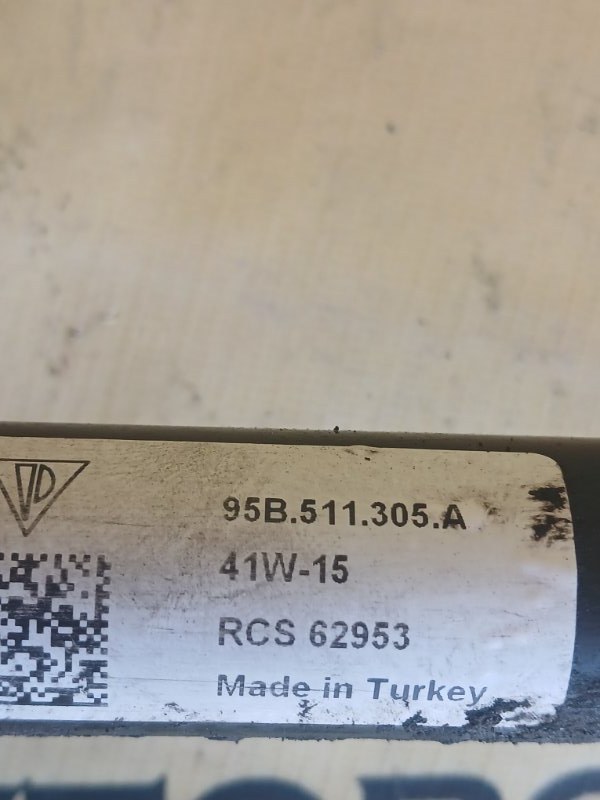 95B.511.305.A
41W-15
RCS 62953
Made in Turkey